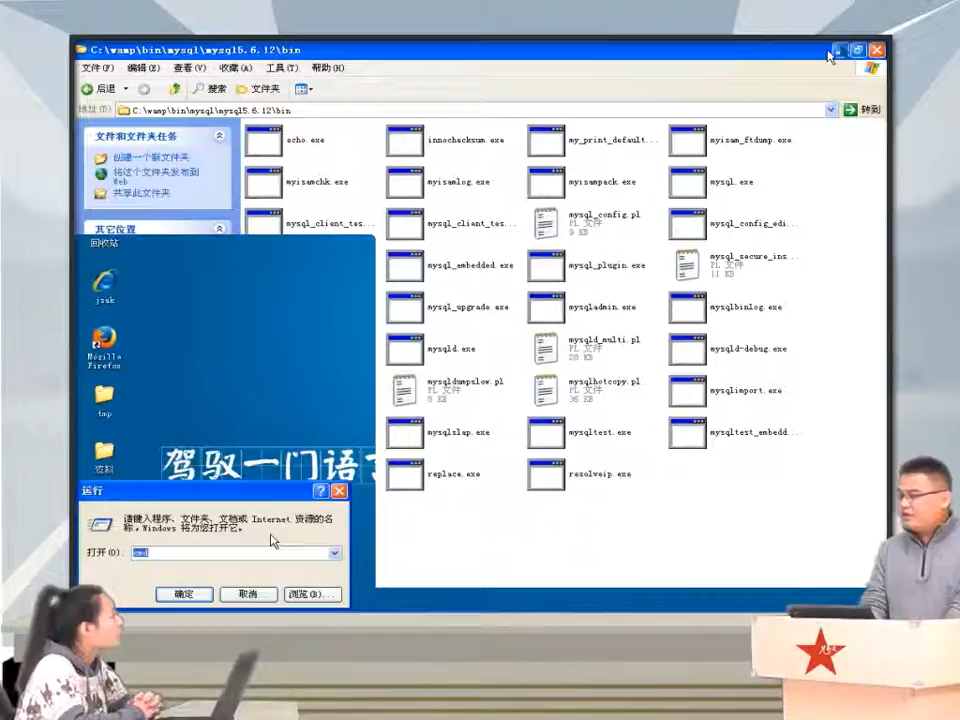 C:\wamp\bin\mysql\mysql5.6.12\bin
文件(F) 编辑(E) 查看(V) 收藏(A) 工具(T) 帮助(H)
后退 搜索 文件夹
地址(D) C:\wamp\bin\mysql\mysql5.6.12\bin 转到
文件和文件夹任务
创建一个新文件夹
将这个文件夹发布到
Web
共享此文件夹
其它位置
echo.exe
innochecksum.exe
my_print_default...
myisam_ftdump.exe
myisamchk.exe
myisamlog.exe
myisampack.exe
mysql.exe
mysql_client_tes...
mysql_client_tes...
mysql_config.pl
PL 文件
9 KB
mysql_config_edi...
mysql_embedded.exe
mysql_plugin.exe
mysql_secure_ins...
PL 文件
11 KB
mysql_upgrade.exe
mysqladmin.exe
mysqlbinlog.exe
mysqld.exe
mysqld_multi.pl
PL 文件
28 KB
mysqld-debug.exe
mysqldumpslow.pl
PL 文件
9 KB
mysqlhotcopy.pl
PL 文件
36 KB
mysqlimport.exe
mysqlslap.exe
mysqltest.exe
mysqltest_embedd...
replace.exe
resolveip.exe
回收站
jsak
Mozilla
Firefox
tmp
资料
驾驭一门语言
运行
请键入程序、文件夹、文档或 Internet 资源的名
称，Windows 将为您打开它。
打开(O): cmd
确定 取消 浏览(B)...